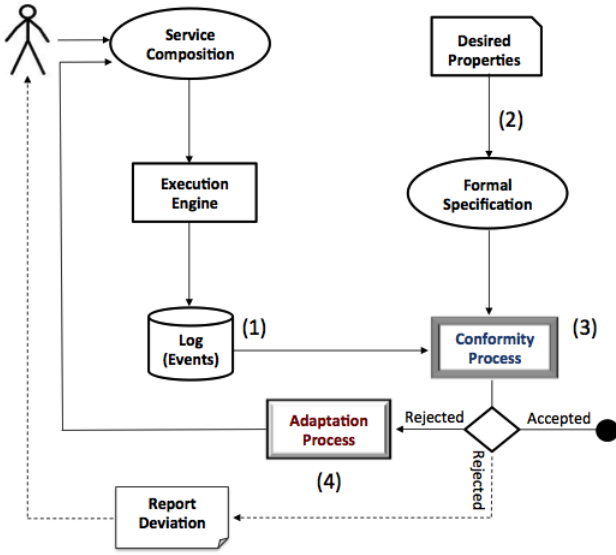 Service
Composition
Desired
Properties
(2)
Execution
Engine
Formal
Specification
Log
(Events)
(1)
Conformity
Process
(3)
Adaptation
Process
Rejected
Accepted
Rejected
(4)
Report
Deviation